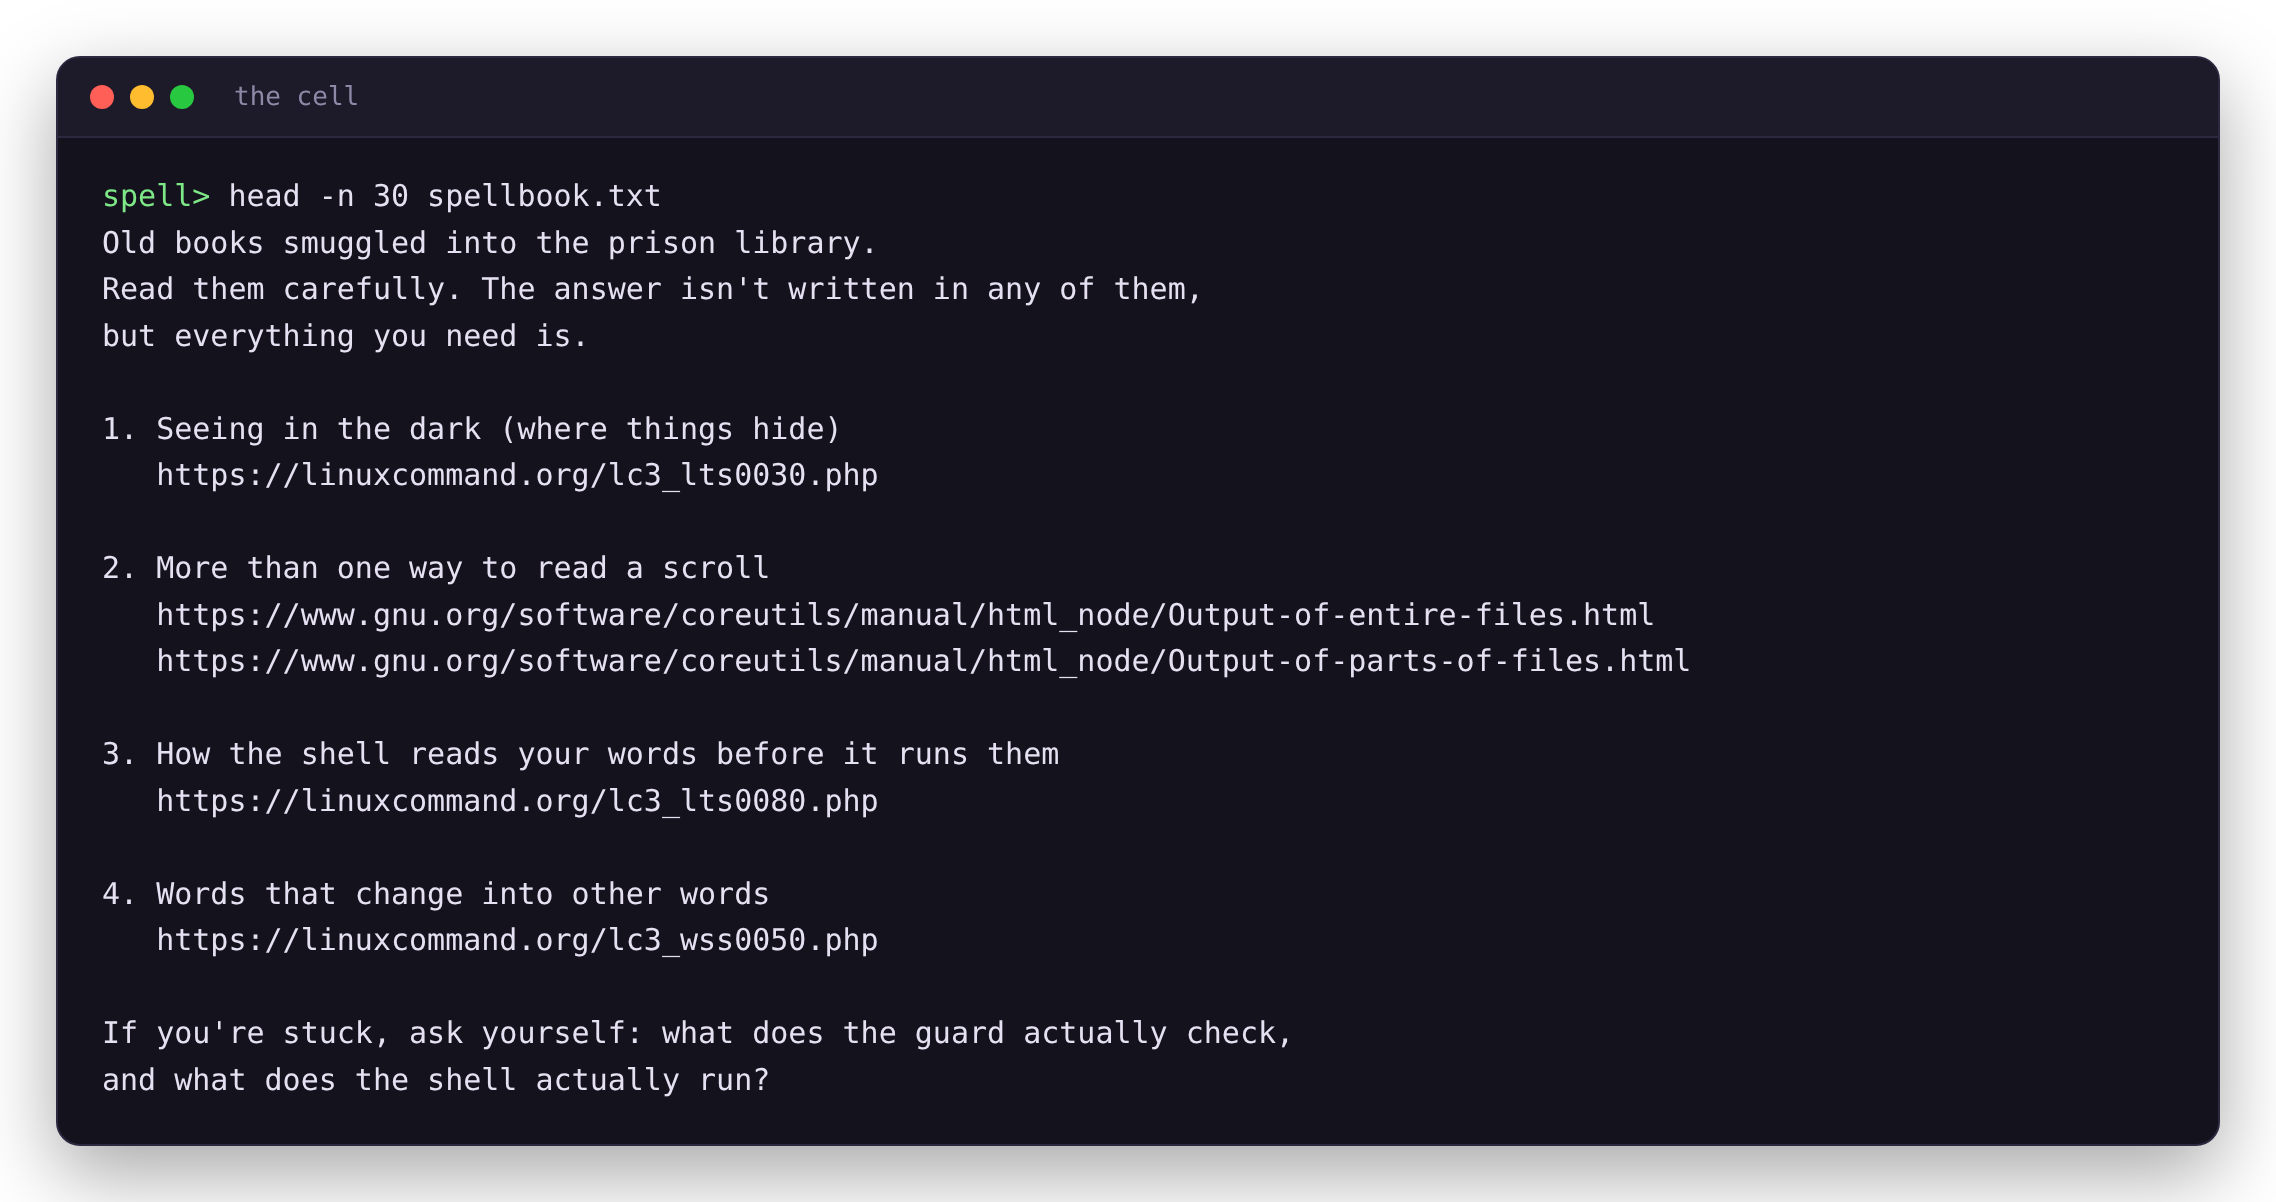 the cell
spell> head -n 30 spellbook.txt
Old books smuggled into the prison library.
Read them carefully. The answer isn't written in any of them,
but everything you need is.
1. Seeing in the dark (where things hide)
https://linuxcommand.org/lc3_lts0030.php
2. More than one way to read a scroll
https://www.gnu.org/software/coreutils/manual/html_node/Output-of-entire-files.html
https://www.gnu.org/software/coreutils/manual/html_node/Output-of-parts-of-files.html
3. How the shell reads your words before it runs them
https://linuxcommand.org/lc3_lts0080.php
4. Words that change into other words
https://linuxcommand.org/lc3_wss0050.php
If you're stuck, ask yourself: what does the guard actually check,
and what does the shell actually run?